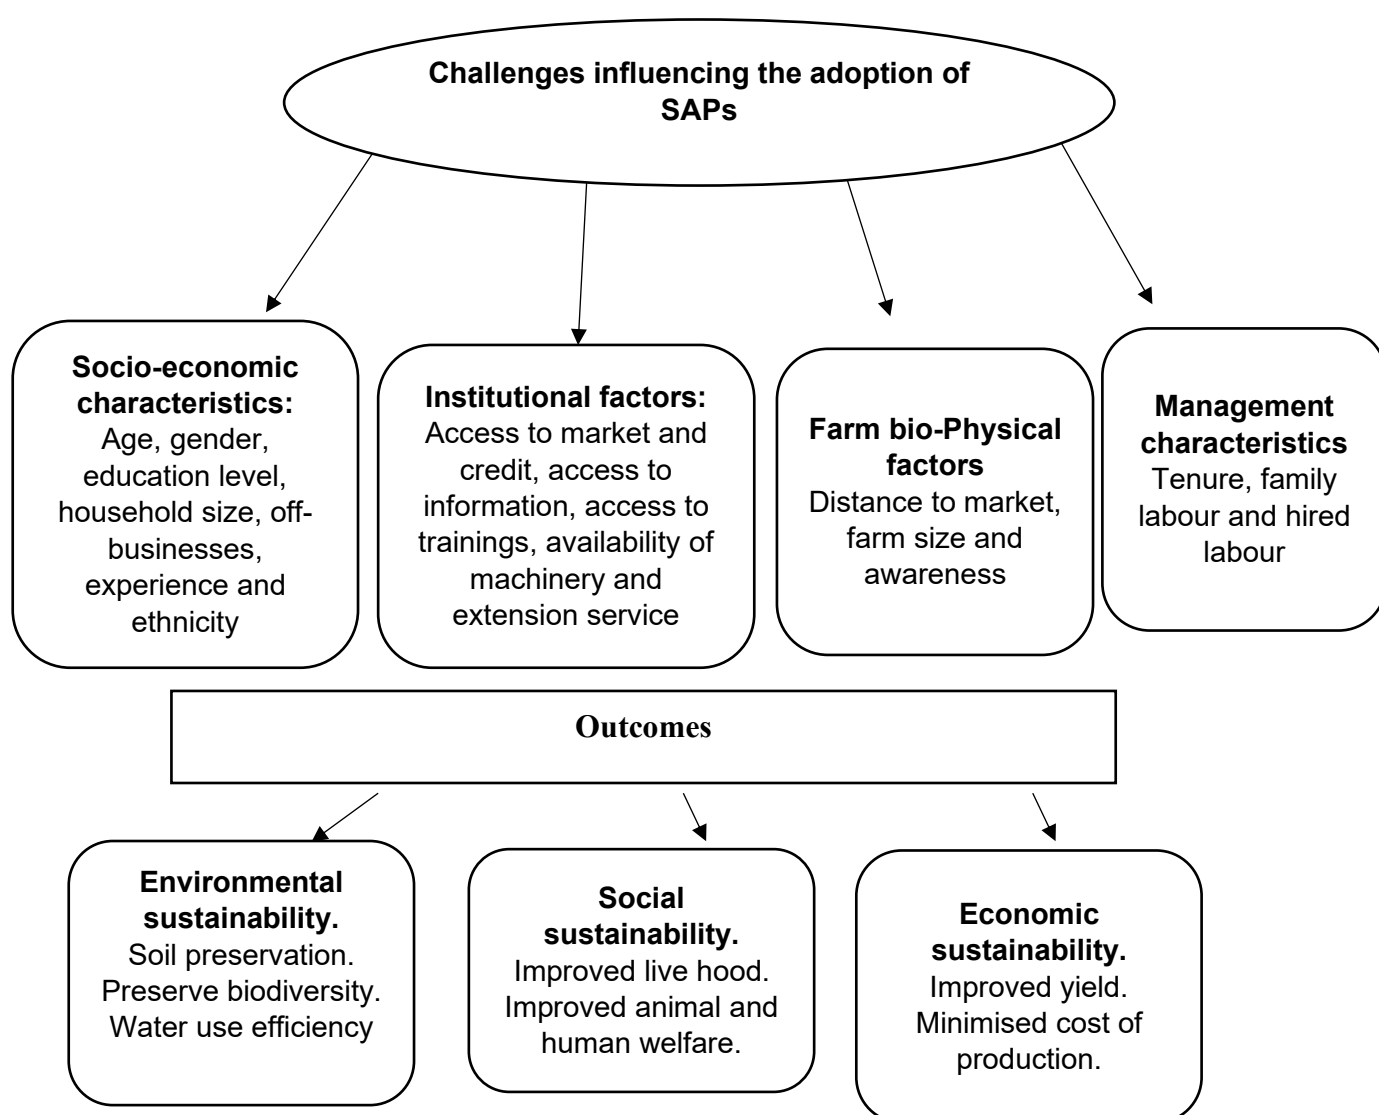 Challenges influencing the adoption of
SAPs
Socio-economic
characteristics:
Age, gender,
education level,
household size, off-
businesses,
experience and
ethnicity
Institutional factors:
Access to market and
credit, access to
information, access to
trainings, availability of
machinery and
extension service
Farm bio-Physical
factors
Distance to market,
farm size and
awareness
Management
characteristics
Tenure, family
labour and hired
labour
Outcomes
Environmental
sustainability.
Soil preservation.
Preserve biodiversity.
Water use efficiency
Social
sustainability.
Improved live hood.
Improved animal and
human welfare.
Economic
sustainability.
Improved yield.
Minimised cost of
production.